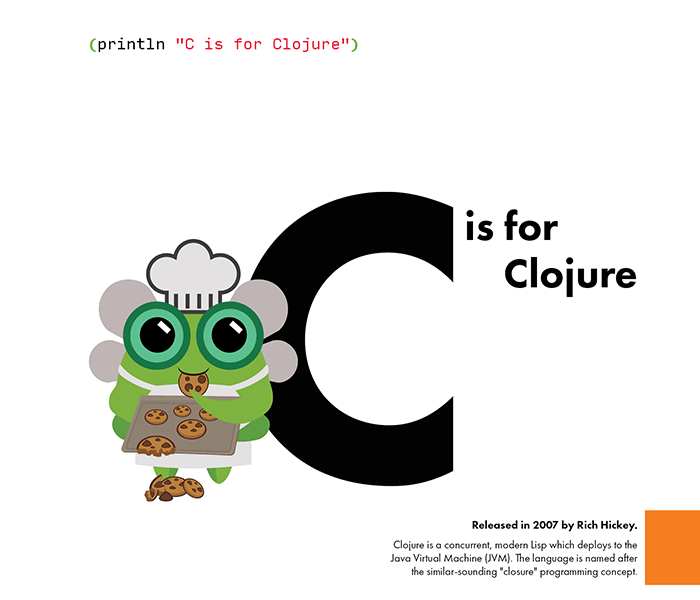 (println "C is for Clojure")
C is for
Clojure
Released in 2007 by Rich Hickey.
Clojure is a concurrent, modern Lisp which deploys to the
Java Virtual Machine (JVM). The language is named after
the similar-sounding "closure" programming concept.